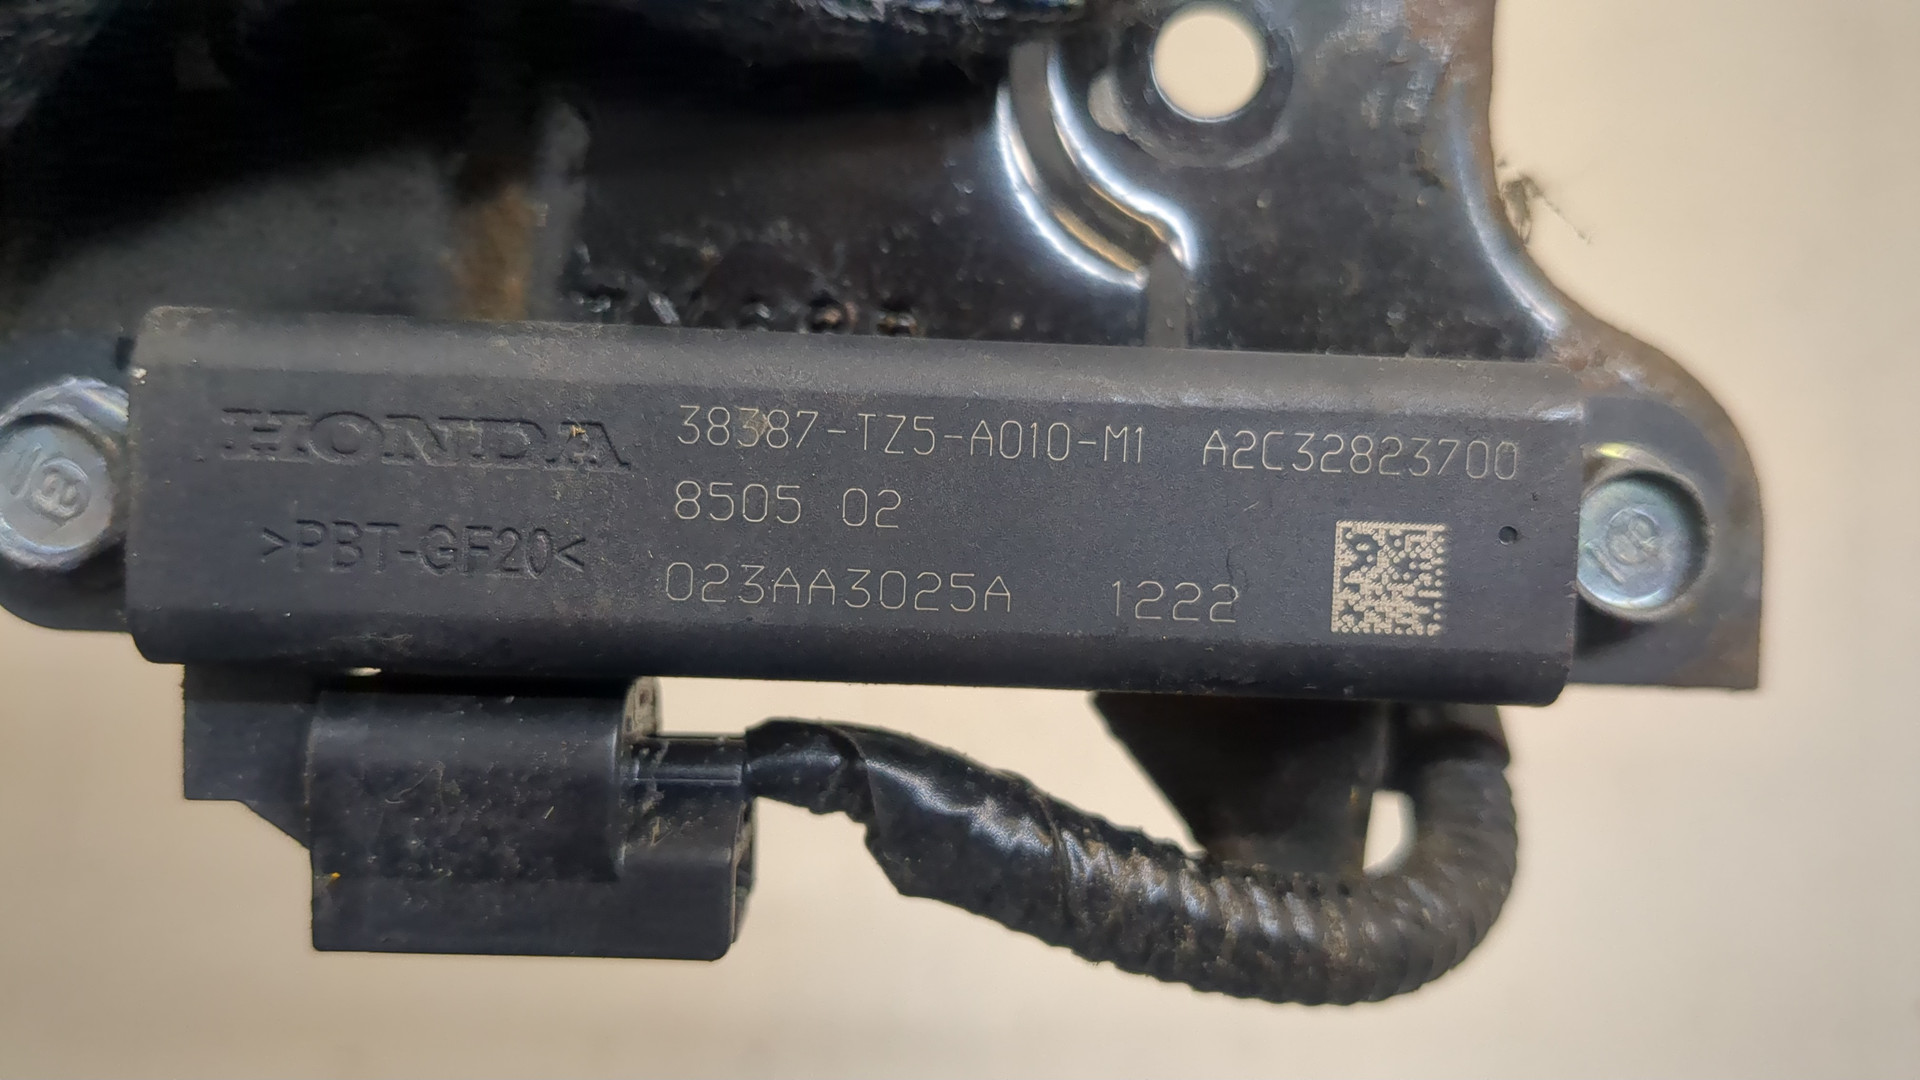 HONDA
>PBT-GF20<
38387-TZ5-A010-M1 A2C32823700
8505 02
023AA3025A 1222